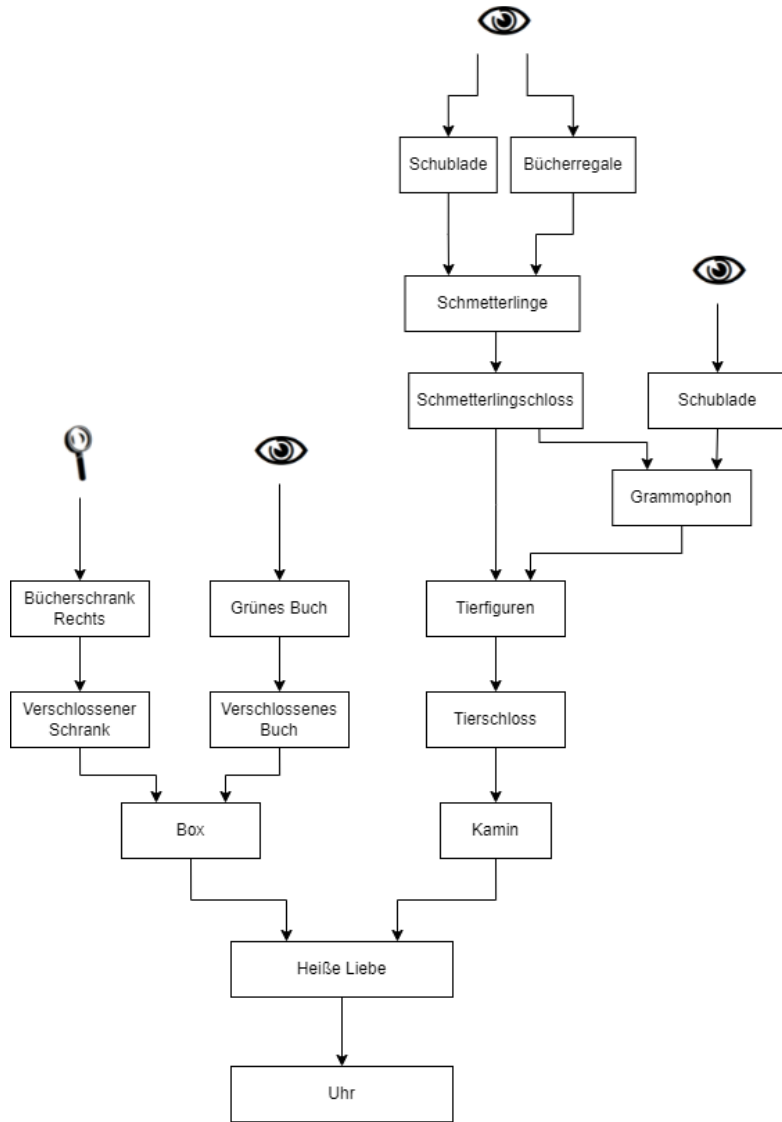 Schublade
Bücherregale
Schmetterlinge
Schmetterlingschloss
Schublade
Grammophon
Bücherschrank
Rechts
Grünes Buch
Tierfiguren
Verschlossener
Schrank
Verschlossenes
Buch
Tierschloss
Box
Kamin
Heiße Liebe
Uhr